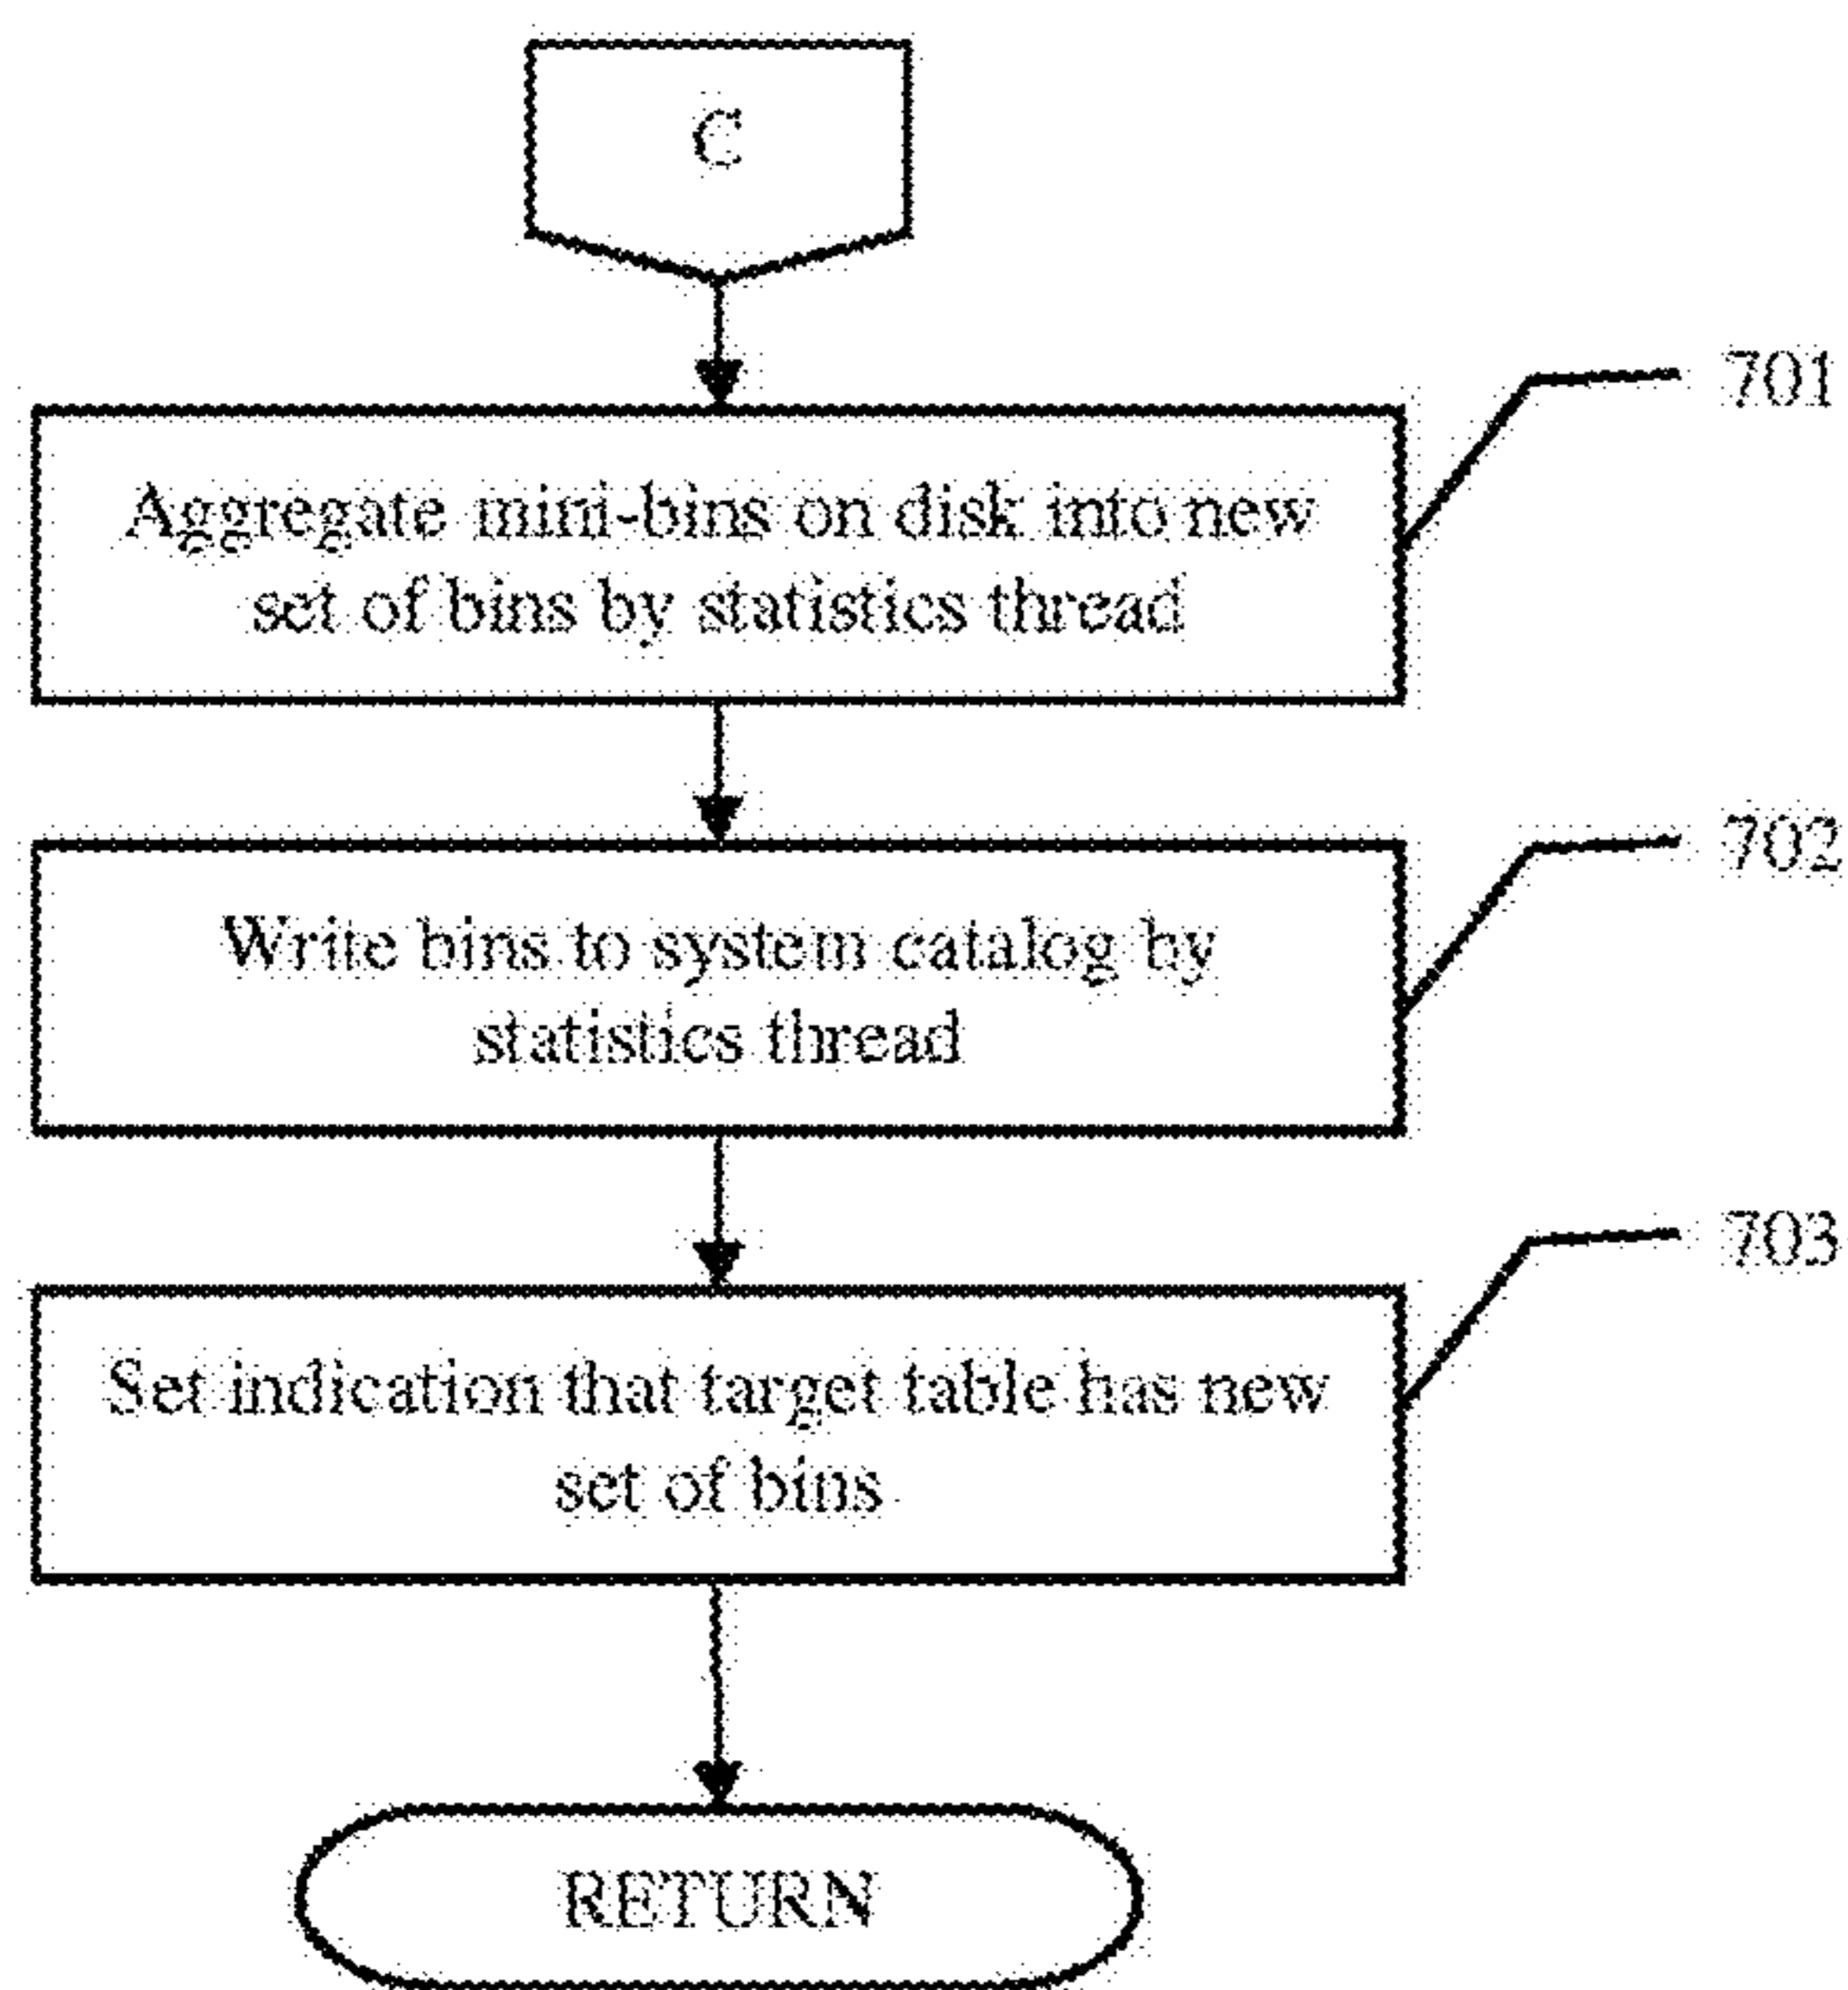 C
701
Aggregate mini-bins on disk into new
set of bins by statistics thread
702
Write bins to system catalog by
statistics thread
703
Set indication that target table has new
set of bins
RETURN